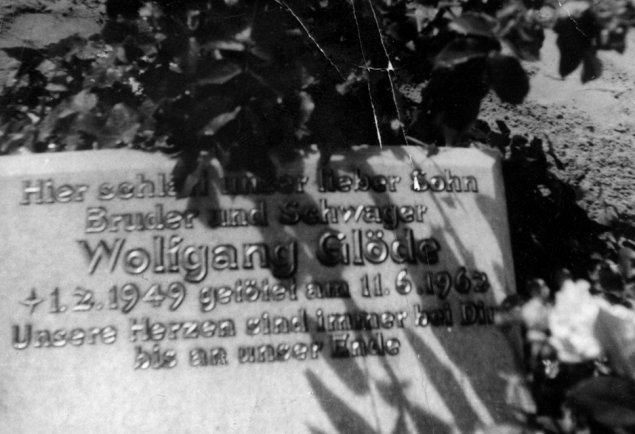 Hier schläft unser lieber Sohn
Bruder und Schwager
Wolfgang Glöde
+ 1.2.1949 getötet am 11.6.1962
Unsere Herzen sind immer bei Dir
bis an unser Ende